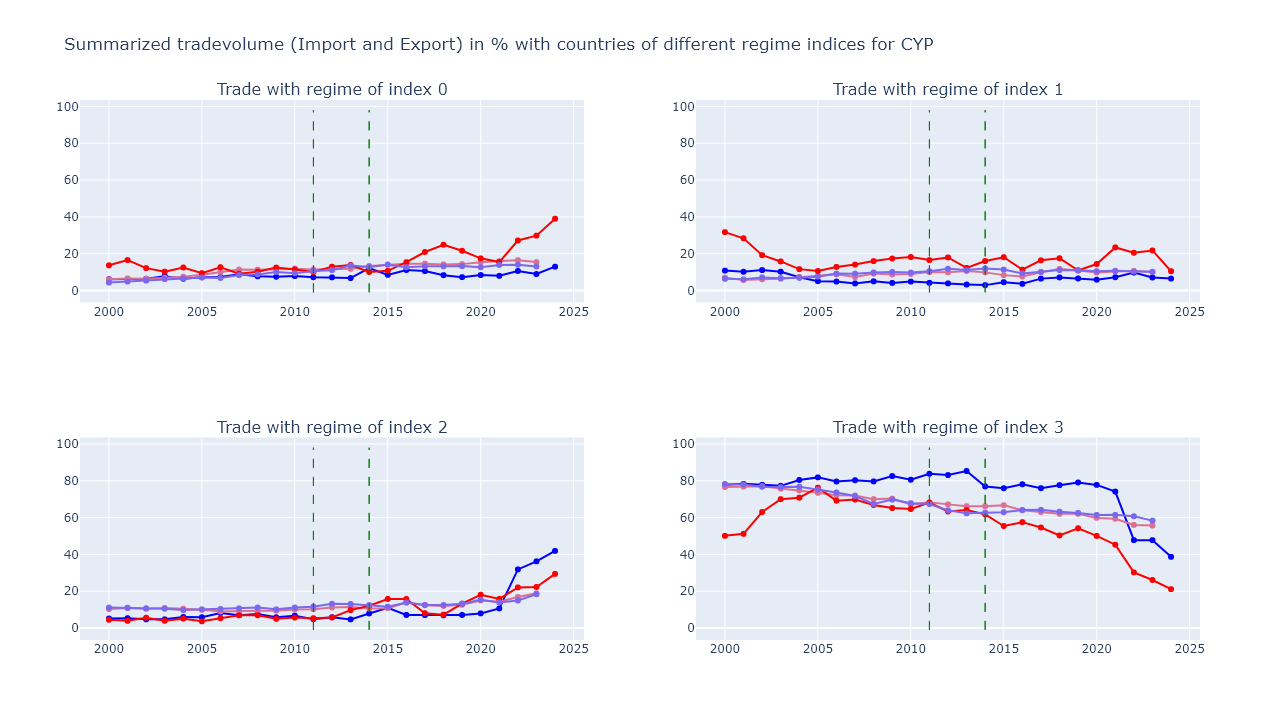 Summarized tradevolume (Import and Export) in % with countries of different regime indices for CYP
Trade with regime of index 0
100
80
60
40
20
0
2000 2005 2010 2015 2020 2025
Trade with regime of index 1
100
80
60
40
20
0
2000 2005 2010 2015 2020 2025
Trade with regime of index 2
100
80
60
40
20
0
2000 2005 2010 2015 2020 2025
Trade with regime of index 3
100
80
60
40
20
0
2000 2005 2010 2015 2020 2025